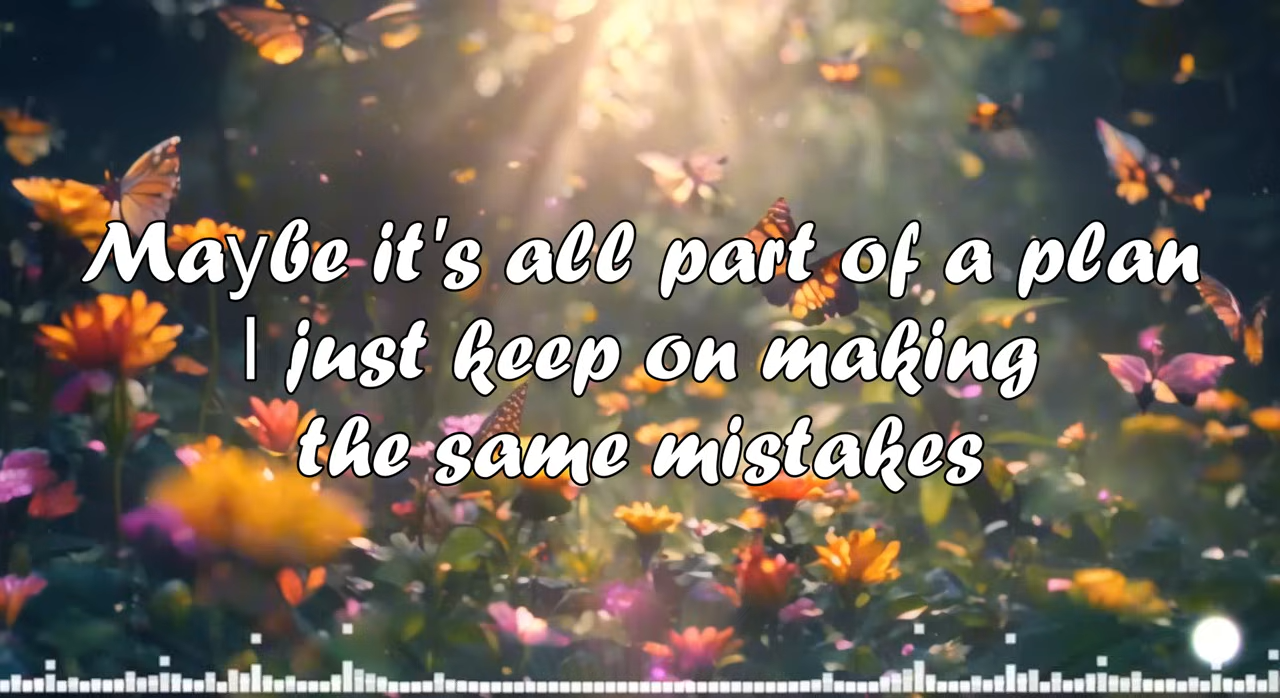 Maybe it's all part of a plan
I just keep on making
the same mistakes